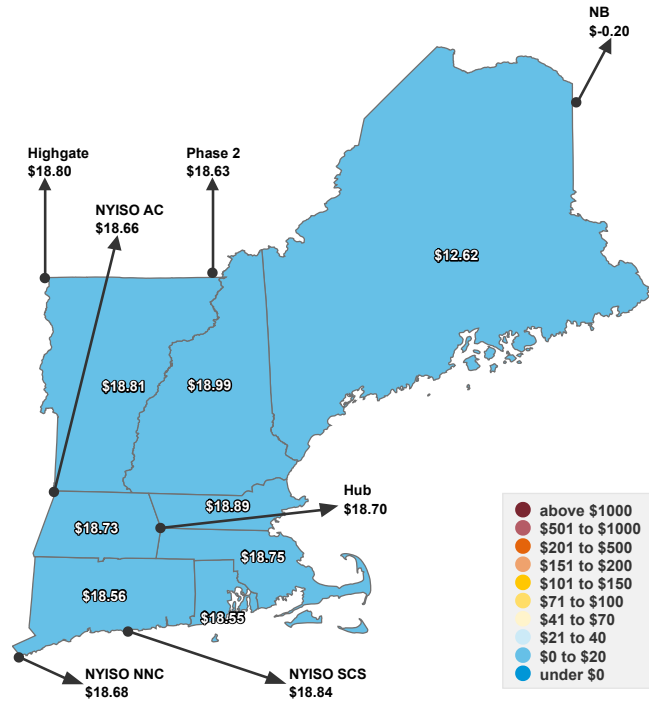 NB
$-0.20
Highgate
$18.80
Phase 2
$18.63
NYISO AC
$18.66
$12.62
$18.81
$18.99
Hub
$18.70
$18.89
$18.73
$18.75
$18.56
$18.55
NYISO NNC
$18.68
NYISO SCS
$18.84
above $1000
$501 to $1000
$201 to $500
$151 to $200
$101 to $150
$71 to $100
$41 to $70
$21 to 40
$0 to $20
under $0